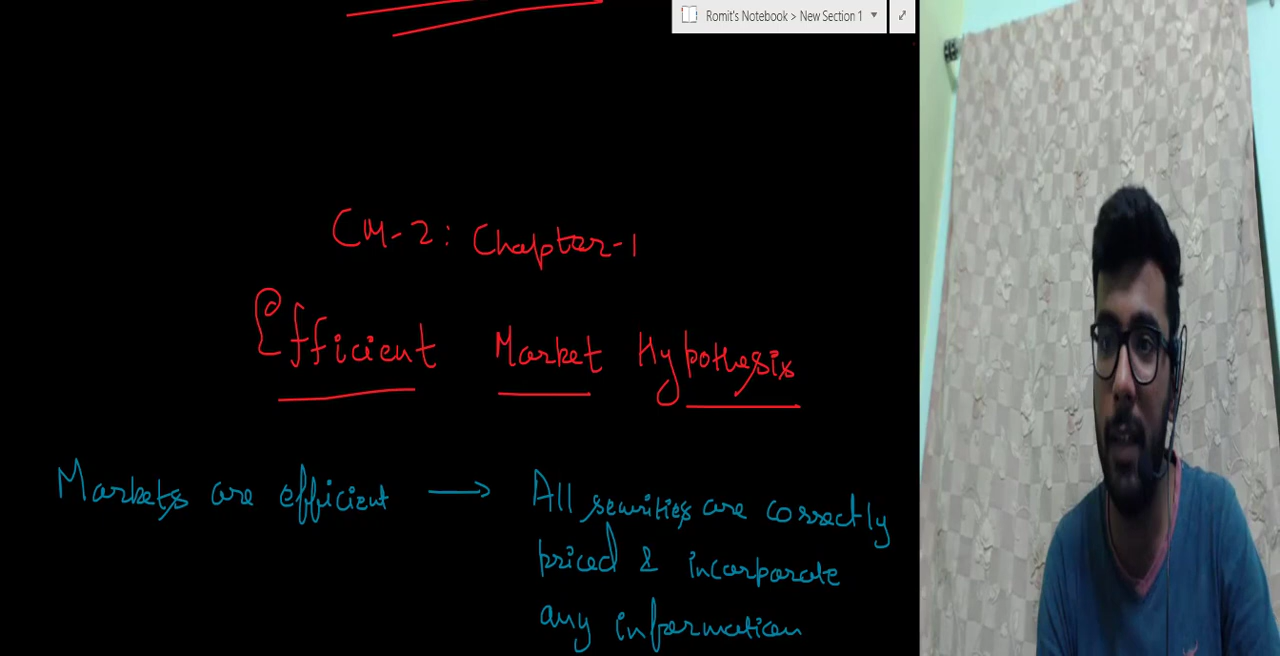 Romit's Notebook > New Section 1
CM-2: Chapter-1
Efficient Market Hypothesis
Markets are efficient → All securities are correctly
priced & incorporate
any information